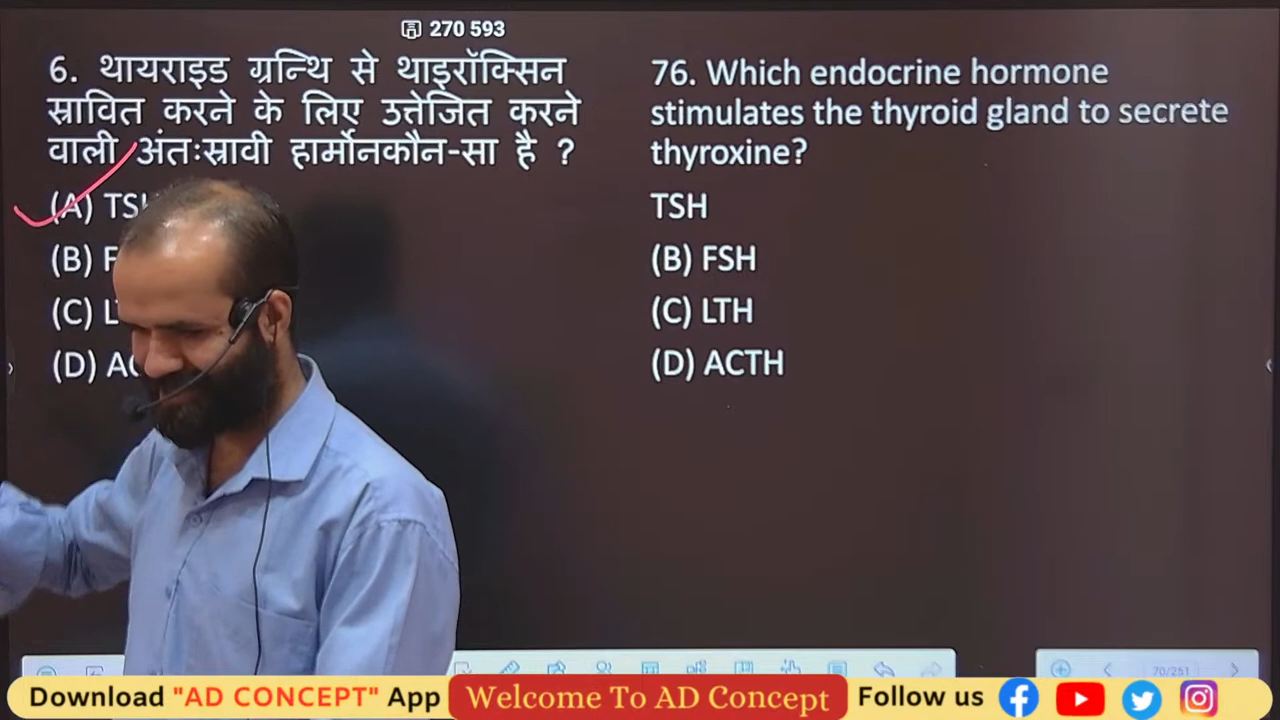 270 593
6. थायराइड ग्रन्थि से थाइरॉक्सिन
स्रावित करने के लिए उत्तेजित करने
वाली अंतःस्रावी हार्मोनकौन-सा है ?
(A) TSH
(B) F
(C) L
(D) AC
76. Which endocrine hormone
stimulates the thyroid gland to secrete
thyroxine?
TSH
(B) FSH
(C) LTH
(D) ACTH
70/251
Download "AD CONCEPT" App
Welcome To AD Concept
Follow us